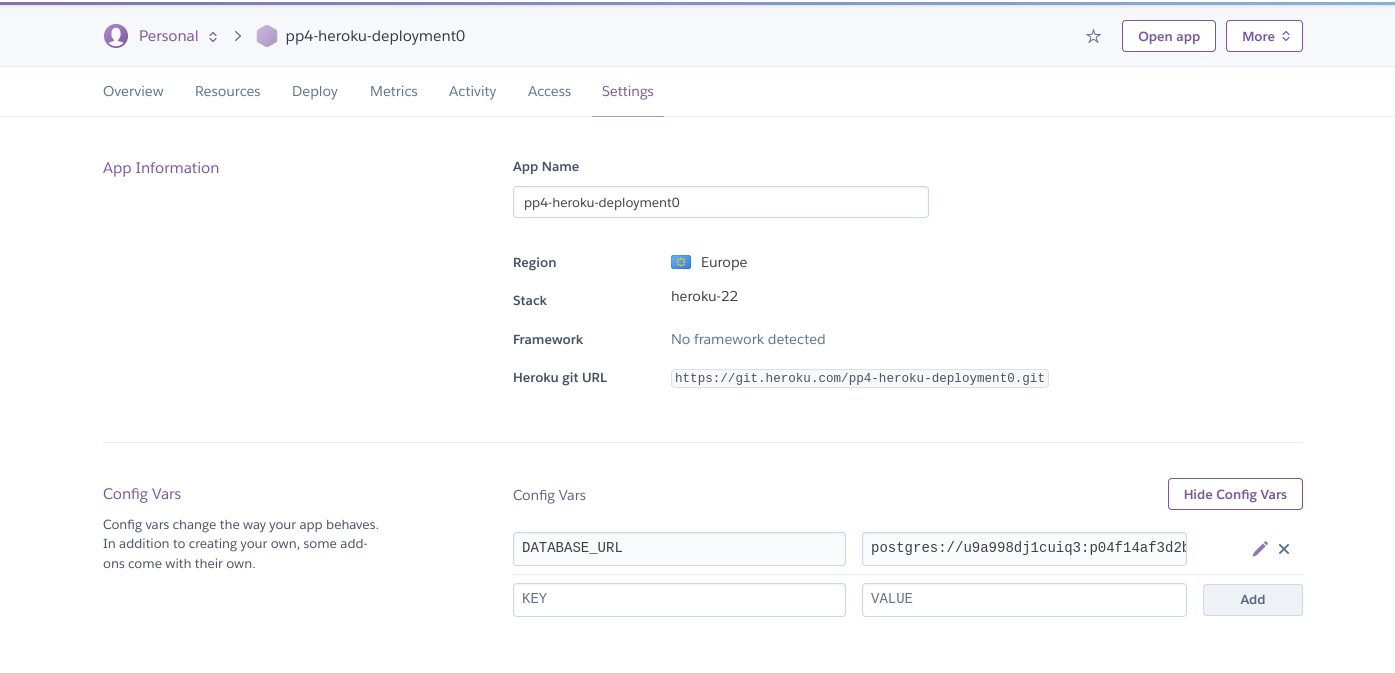 Personal > pp4-heroku-deployment0 Open app More
Overview Resources Deploy Metrics Activity Access Settings
App Information
App Name
pp4-heroku-deployment0
Region Europe
Stack heroku-22
Framework No framework detected
Heroku git URL https://git.heroku.com/pp4-heroku-deployment0.git
Config Vars
Config vars change the way your app behaves.
In addition to creating your own, some add-
ons come with their own.
Config Vars Hide Config Vars
DATABASE_URL postgres://u9a998dj1cuiq3:p04f14af3d2b
KEY VALUE Add